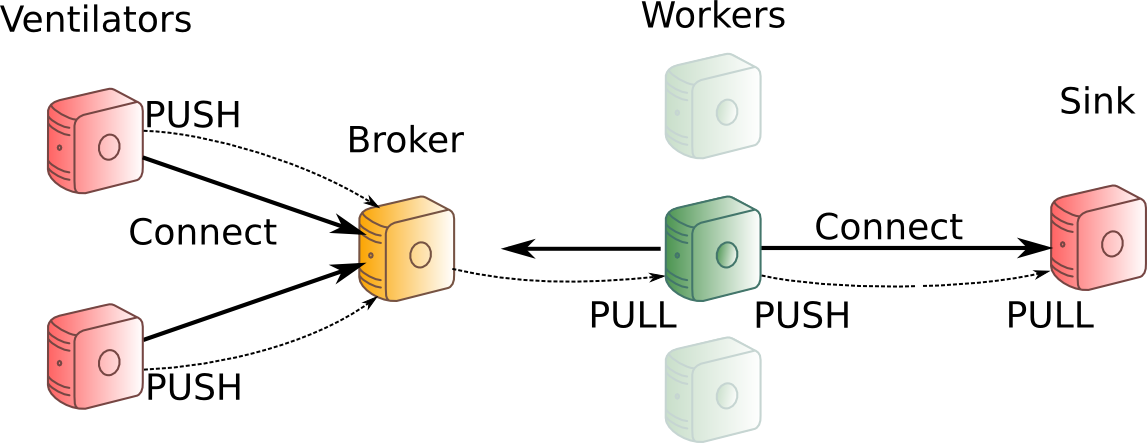 Ventilators
Workers
Sink
PUSH
Broker
Connect
Connect
PULL
PUSH
PULL
PUSH